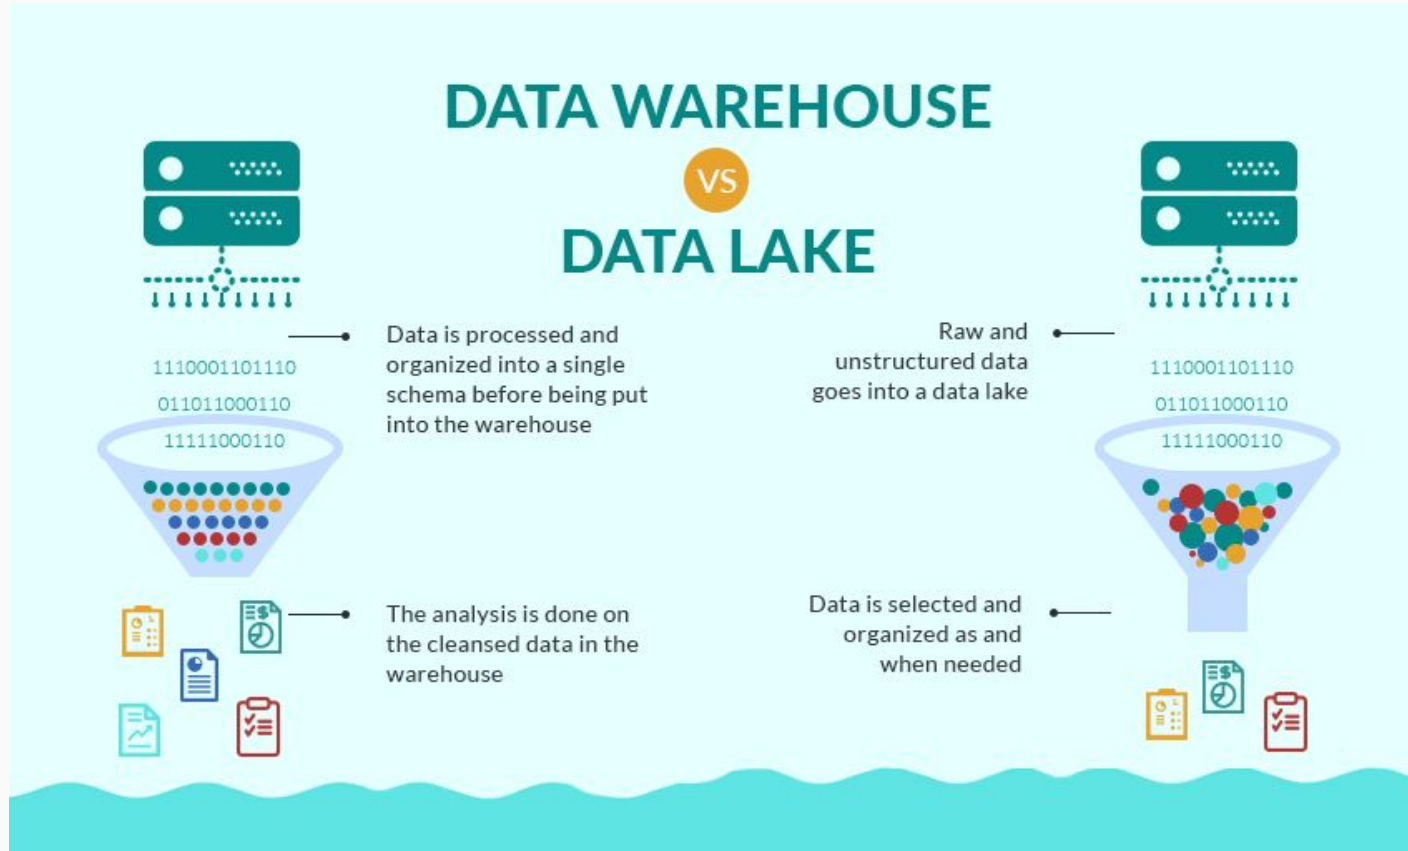 DATA WAREHOUSE
VS
DATA LAKE
Data is processed and
organized into a single
schema before being put
into the warehouse
1110001101110
011011000110
11111000110
The analysis is done on
the cleansed data in the
warehouse
Raw and
unstructured data
goes into a data lake
1110001101110
011011000110
11111000110
Data is selected and
organized as and
when needed
$
$